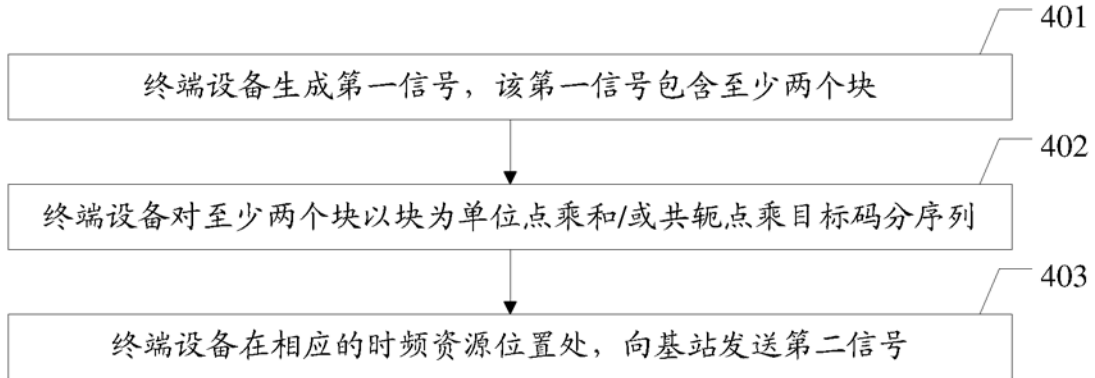 401
终端设备生成第一信号，该第一信号包含至少两个块
402
终端设备对至少两个块以块为单位点乘和/或共轭点乘目标码分序列
403
终端设备在相应的时频资源位置处，向基站发送第二信号